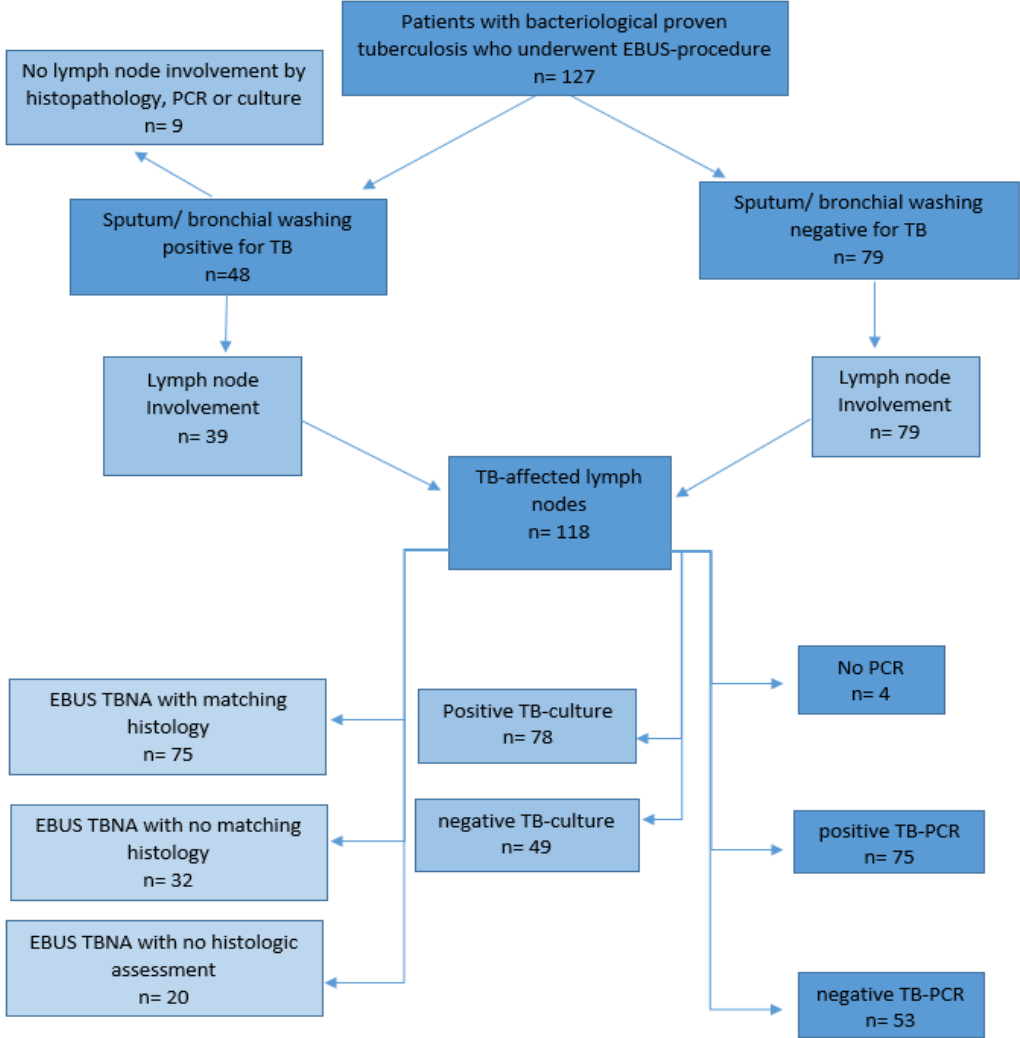 Patients with bacteriological proven
tuberculosis who underwent EBUS-procedure
n= 127
No lymph node involvement by
histopathology, PCR or culture
n= 9
Sputum/ bronchial washing
positive for TB
n=48
Sputum/ bronchial washing
negative for TB
n= 79
Lymph node
Involvement
n= 39
Lymph node
Involvement
n= 79
TB-affected lymph
nodes
n= 118
EBUS TBNA with matching
histology
n= 75
EBUS TBNA with no matching
histology
n= 32
EBUS TBNA with no histologic
assessment
n= 20
Positive TB-culture
n= 78
negative TB-culture
n= 49
No PCR
n= 4
positive TB-PCR
n= 75
negative TB-PCR
n= 53